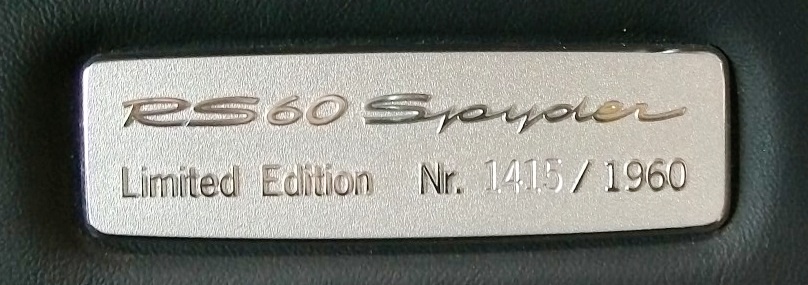 RS60 Spyder
Limited Edition Nr. 1415 / 1960